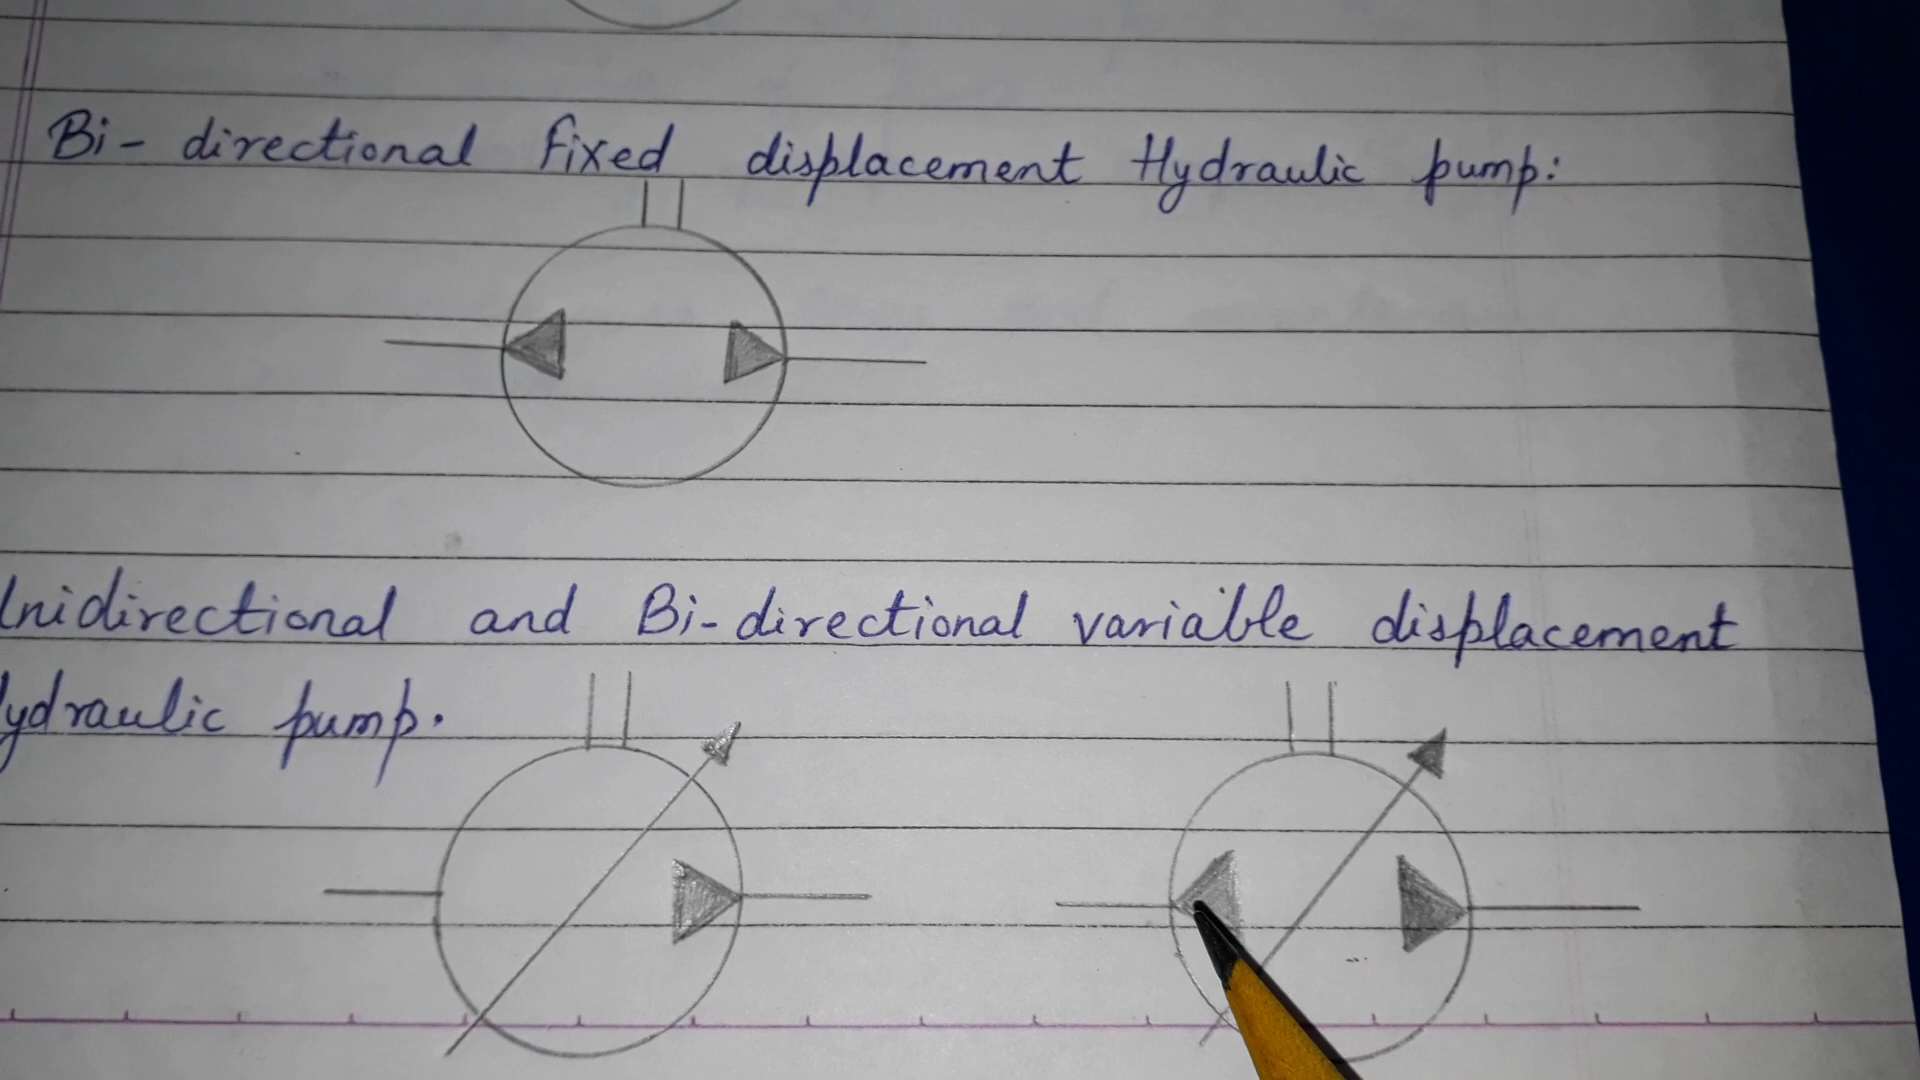 Bi-directional fixed displacement Hydraulic pump:
nidirectional and Bi-directional variable displacement
ydraulic pump.